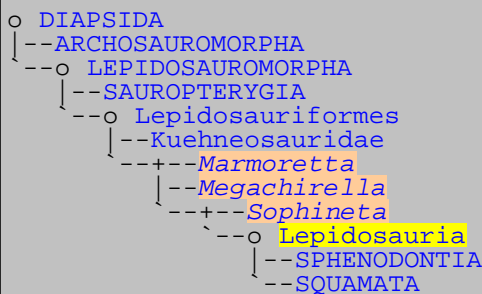 o DIAPSIDA
|--ARCHOSAUROMORPHA
`--o LEPIDOSAUROMORPHA
   |--SAUROPTERYGIA
   `--o Lepidosauriformes
      |--Kuehneosauridae
      `--+--Marmoretta
         |--Megachirella
         `--+--Sophineta
            `--o Lepidosauria
               |--SPHENODONTIA
               `--SQUAMATA